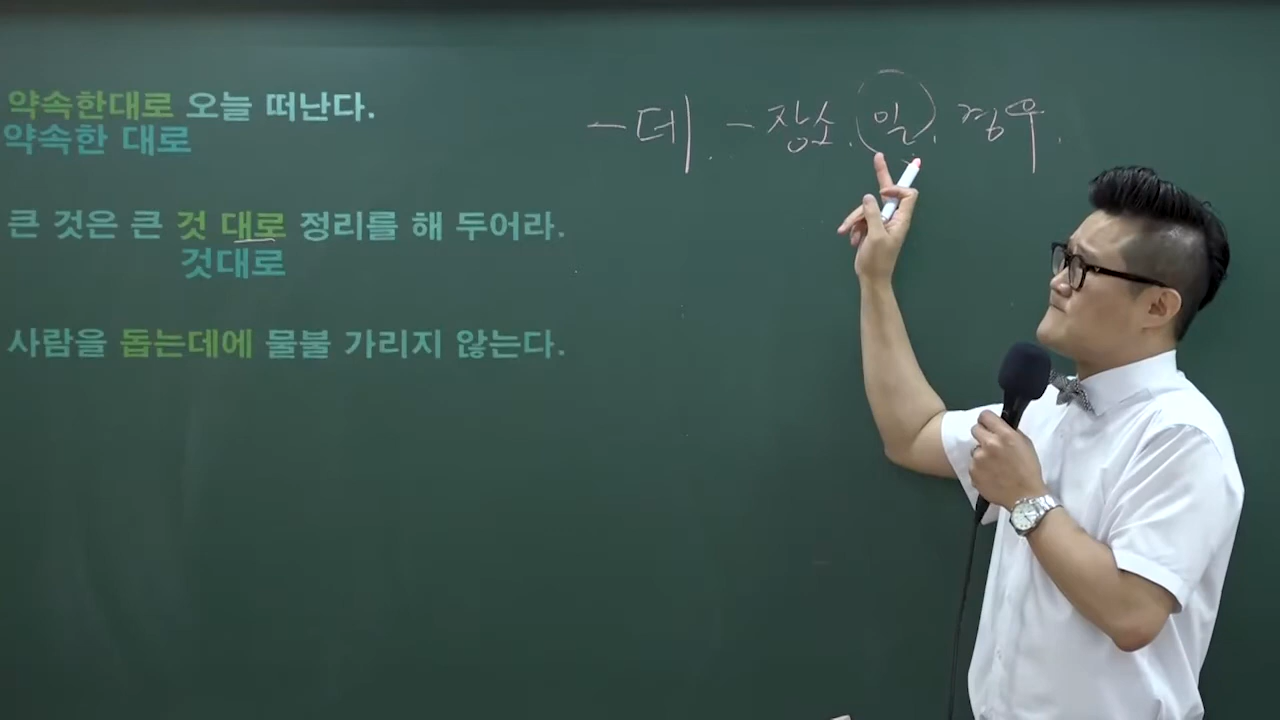 약속한대로 오늘 떠난다.
약속한 대로
큰 것은 큰 것 대로 정리를 해 두어라.
것대로
사람을 돕는데에 물불 가리지 않는다.
-데. -장소. 일. 경우.